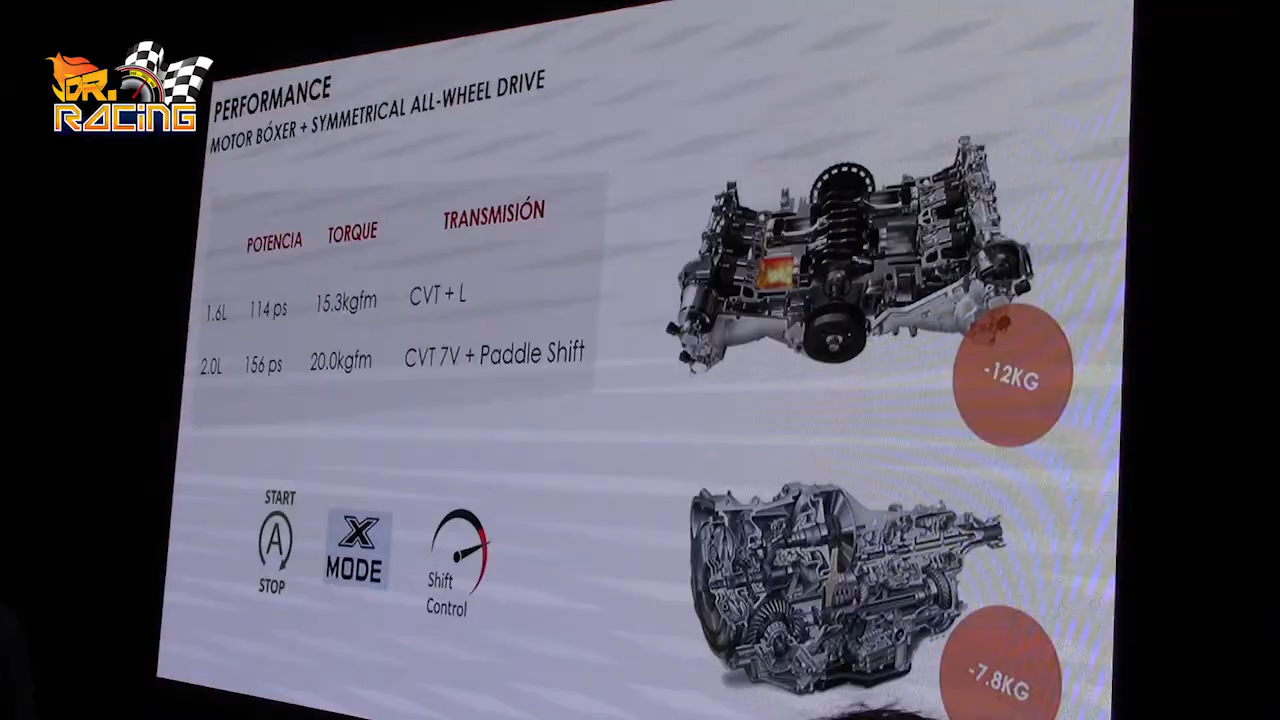 DR.
RACING
PERFORMANCE
MOTOR BÓXER + SYMMETRICAL ALL-WHEEL DRIVE
POTENCIA TORQUE TRANSMISIÓN
1.6L 114 ps 15.3kgfm CVT + L
2.0L 156 ps 20.0kgfm CVT 7V + Paddle Shift
-12KG
START
A
STOP
X
MODE
Shift
Control
-7.8KG